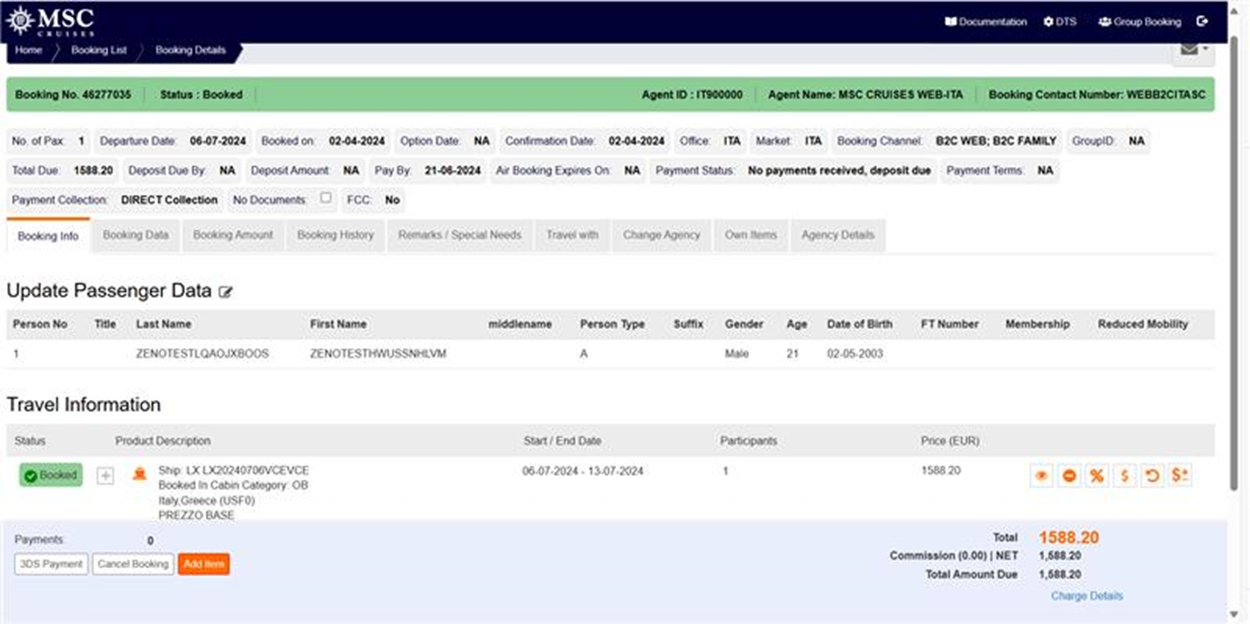 MSC
CRUISES
Documentation DTS Group Booking
Home Booking List Booking Details
Booking No. 46277035 Status : Booked Agent ID : IT900000 Agent Name: MSC CRUISES WEB-ITA Booking Contact Number: WEBB2CITASC
No. of Pax: 1 Departure Date: 06-07-2024 Booked on: 02-04-2024 Option Date: NA Confirmation Date: 02-04-2024 Office: ITA Market: ITA Booking Channel: B2C WEB; B2C FAMILY GroupID: NA
Total Due: 1588.20 Deposit Due By: NA Deposit Amount: NA Pay By: 21-06-2024 Air Booking Expires On: NA Payment Status: No payments received, deposit due Payment Terms: NA
Payment Collection: DIRECT Collection No Documents: FCC: No
Booking Info Booking Data Booking Amount Booking History Remarks / Special Needs Travel with Change Agency Own Items Agency Details
Update Passenger Data
Person No Title Last Name First Name middlename Person Type Suffix Gender Age Date of Birth FT Number Membership Reduced Mobility
1 ZENOTESTLQAOJXBOOS ZENOTESTHWUSSNHLVM A Male 21 02-05-2003
Travel Information
Status Product Description Start / End Date Participants Price (EUR)
Booked Ship: LX LX20240706VCEVCE 06-07-2024 - 13-07-2024 1 1588.20
Booked In Cabin Category: OB
Italy,Greece (USF0)
PREZZO BASE
Payments: 0 Total 1588.20
3DS Payment Cancel Booking Add Item Commission (0.00) | NET 1,588.20
Total Amount Due 1,588.20
Charge Details